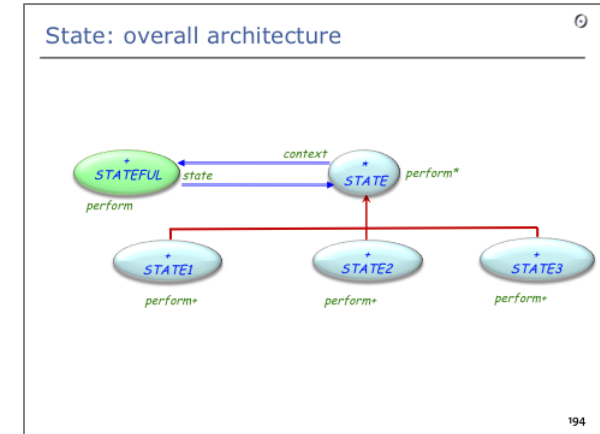 State: overall architecture
context
+
STATEFUL
state
*
STATE
perform*
perform
+
STATE1
+
STATE2
+
STATE3
perform+
perform+
perform+
194